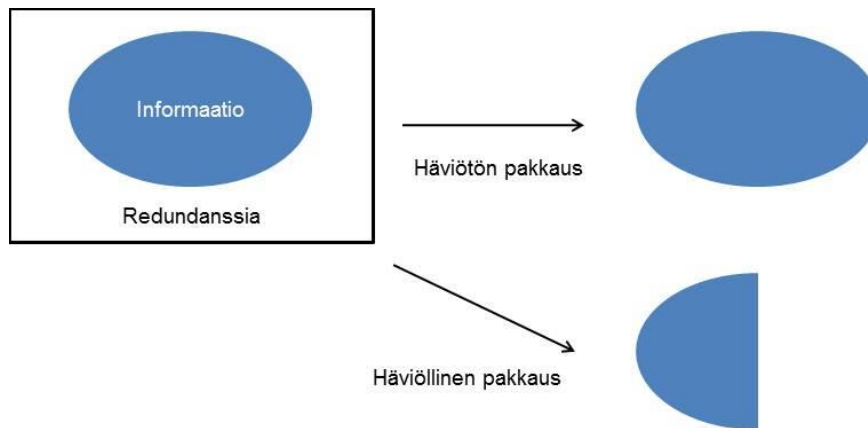 Informaatio
Redundanssia
Häviötön pakkaus
Häviöllinen pakkaus